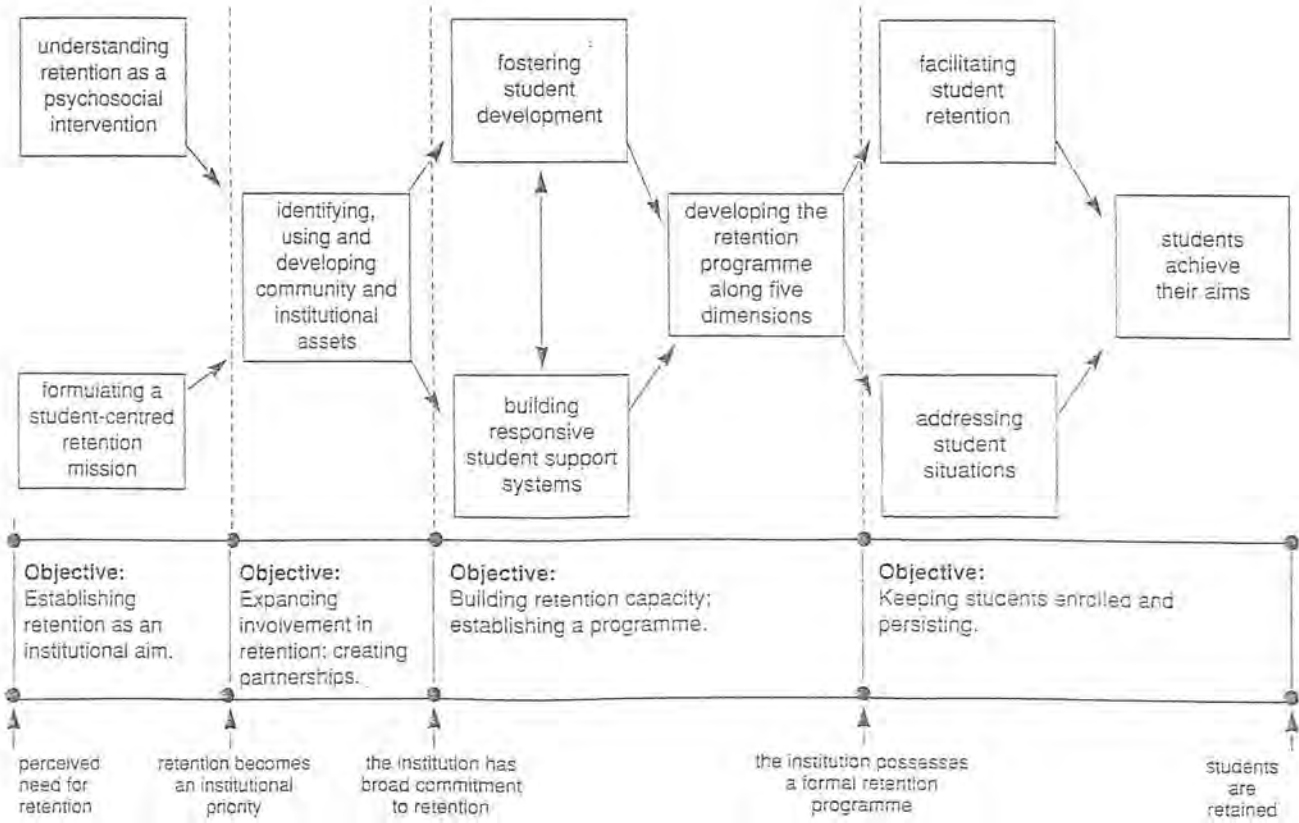 understanding
retention as a
psychosocial
intervention
formulating a
student-centred
retention
mission
identifying,
using and
developing
community and
institutional
assets
fostering
student
development
building
responsive
student support
systems
developing the
retention
programme
along five
dimensions
facilitating
student
retention
addressing
student
situations
students
achieve
their aims
Objective:
Establishing
retention as an
institutional aim.
Objective:
Expanding
involvement in
retention; creating
partnerships.
Objective:
Building retention capacity;
establishing a programme.
Objective:
Keeping students enrolled and
persisting.
perceived
need for
retention
retention becomes
an institutional
priority
the institution has
broad commitment
to retention
the institution possesses
a formal retention
programme
students
are
retained